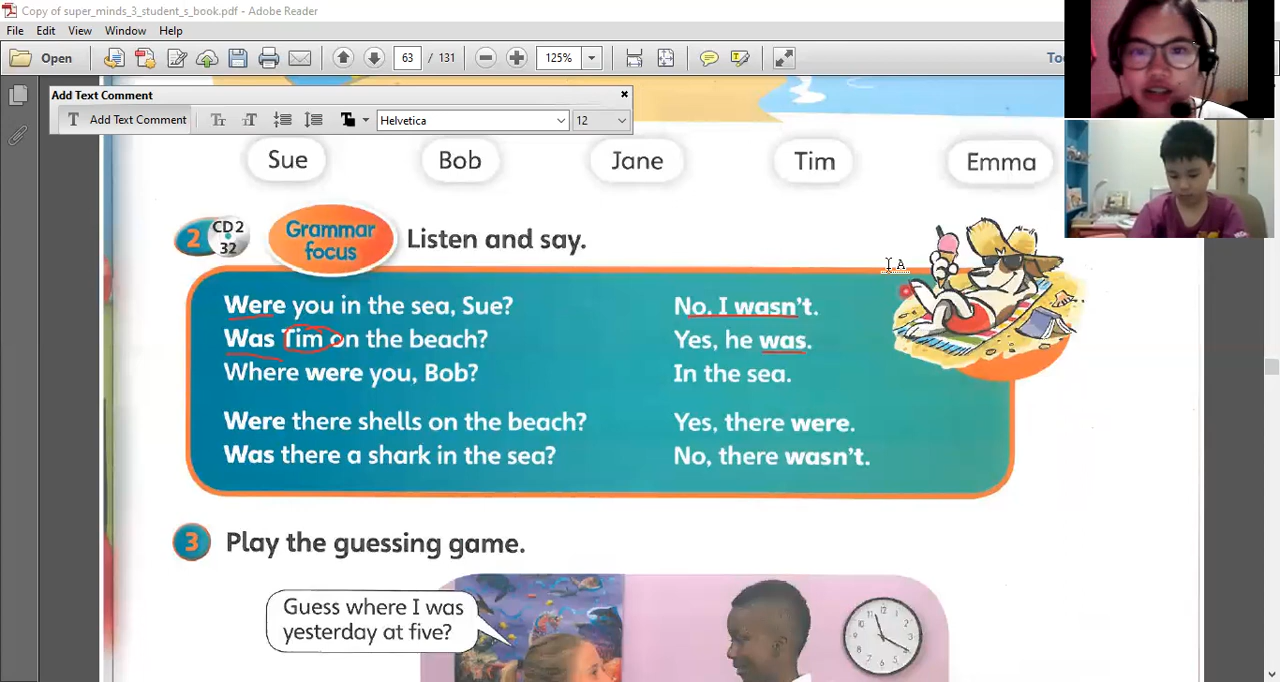 Copy of super_minds_3_student_s_book.pdf - Adobe Reader
File Edit View Window Help
Open 63 / 131 125%
Add Text Comment
Add Text Comment Helvetica 12
Sue Bob Jane Tim Emma
2 CD2 32 Grammar focus Listen and say.
Were you in the sea, Sue? No, I wasn't.
Was Tim on the beach? Yes, he was.
Where were you, Bob? In the sea.
Were there shells on the beach? Yes, there were.
Was there a shark in the sea? No, there wasn't.
3 Play the guessing game.
Guess where I was
yesterday at five?